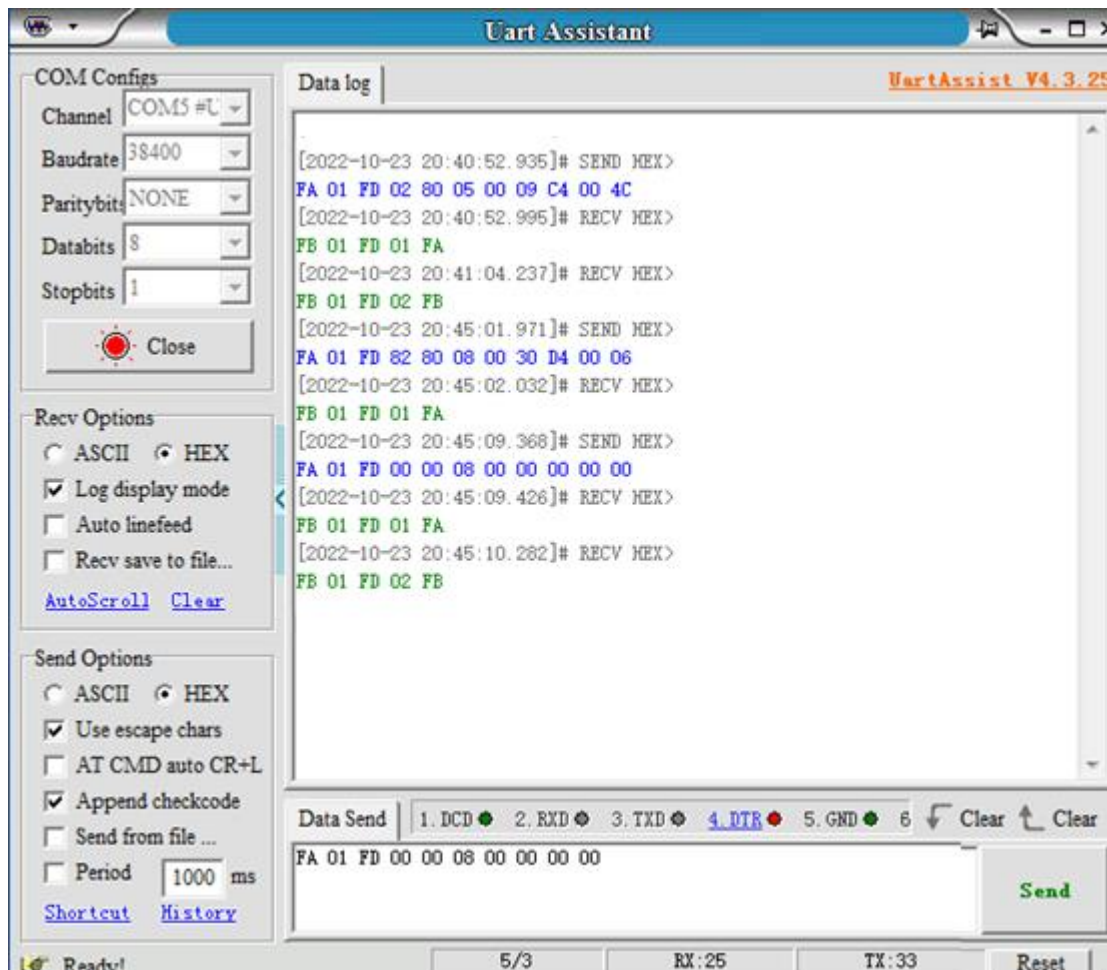 Uart Assistant
COM Configs
Channel COM5 #U
Baudrate 38400
Paritybits NONE
Databits 8
Stopbits 1
Close
Recv Options
ASCII HEX
Log display mode
Auto linefeed
Recv save to file...
AutoScroll Clear
Send Options
ASCII HEX
Use escape chars
AT CMD auto CR+L
Append checkcode
Send from file ...
Period 1000 ms
Shortcut History
Data log UartAssist V4.3.25
[2022-10-23 20:40:52.935]# SEND HEX>
FA 01 FD 02 80 05 00 09 C4 00 4C
[2022-10-23 20:40:52.995]# RECV HEX>
FB 01 FD 01 FA
[2022-10-23 20:41:04.237]# RECV HEX>
FB 01 FD 02 FB
[2022-10-23 20:45:01.971]# SEND HEX>
FA 01 FD 82 80 08 00 30 D4 00 06
[2022-10-23 20:45:02.032]# RECV HEX>
FB 01 FD 01 FA
[2022-10-23 20:45:09.368]# SEND HEX>
FA 01 FD 00 00 08 00 00 00 00 00
[2022-10-23 20:45:09.426]# RECV HEX>
FB 01 FD 01 FA
[2022-10-23 20:45:10.282]# RECV HEX>
FB 01 FD 02 FB
Data Send 1.DCD 2.RXD 3.TXD 4.DTR 5.GND 6 Clear Clear
FA 01 FD 00 00 08 00 00 00 00
Send
Ready! 5/3 RX:25 TX:33 Reset